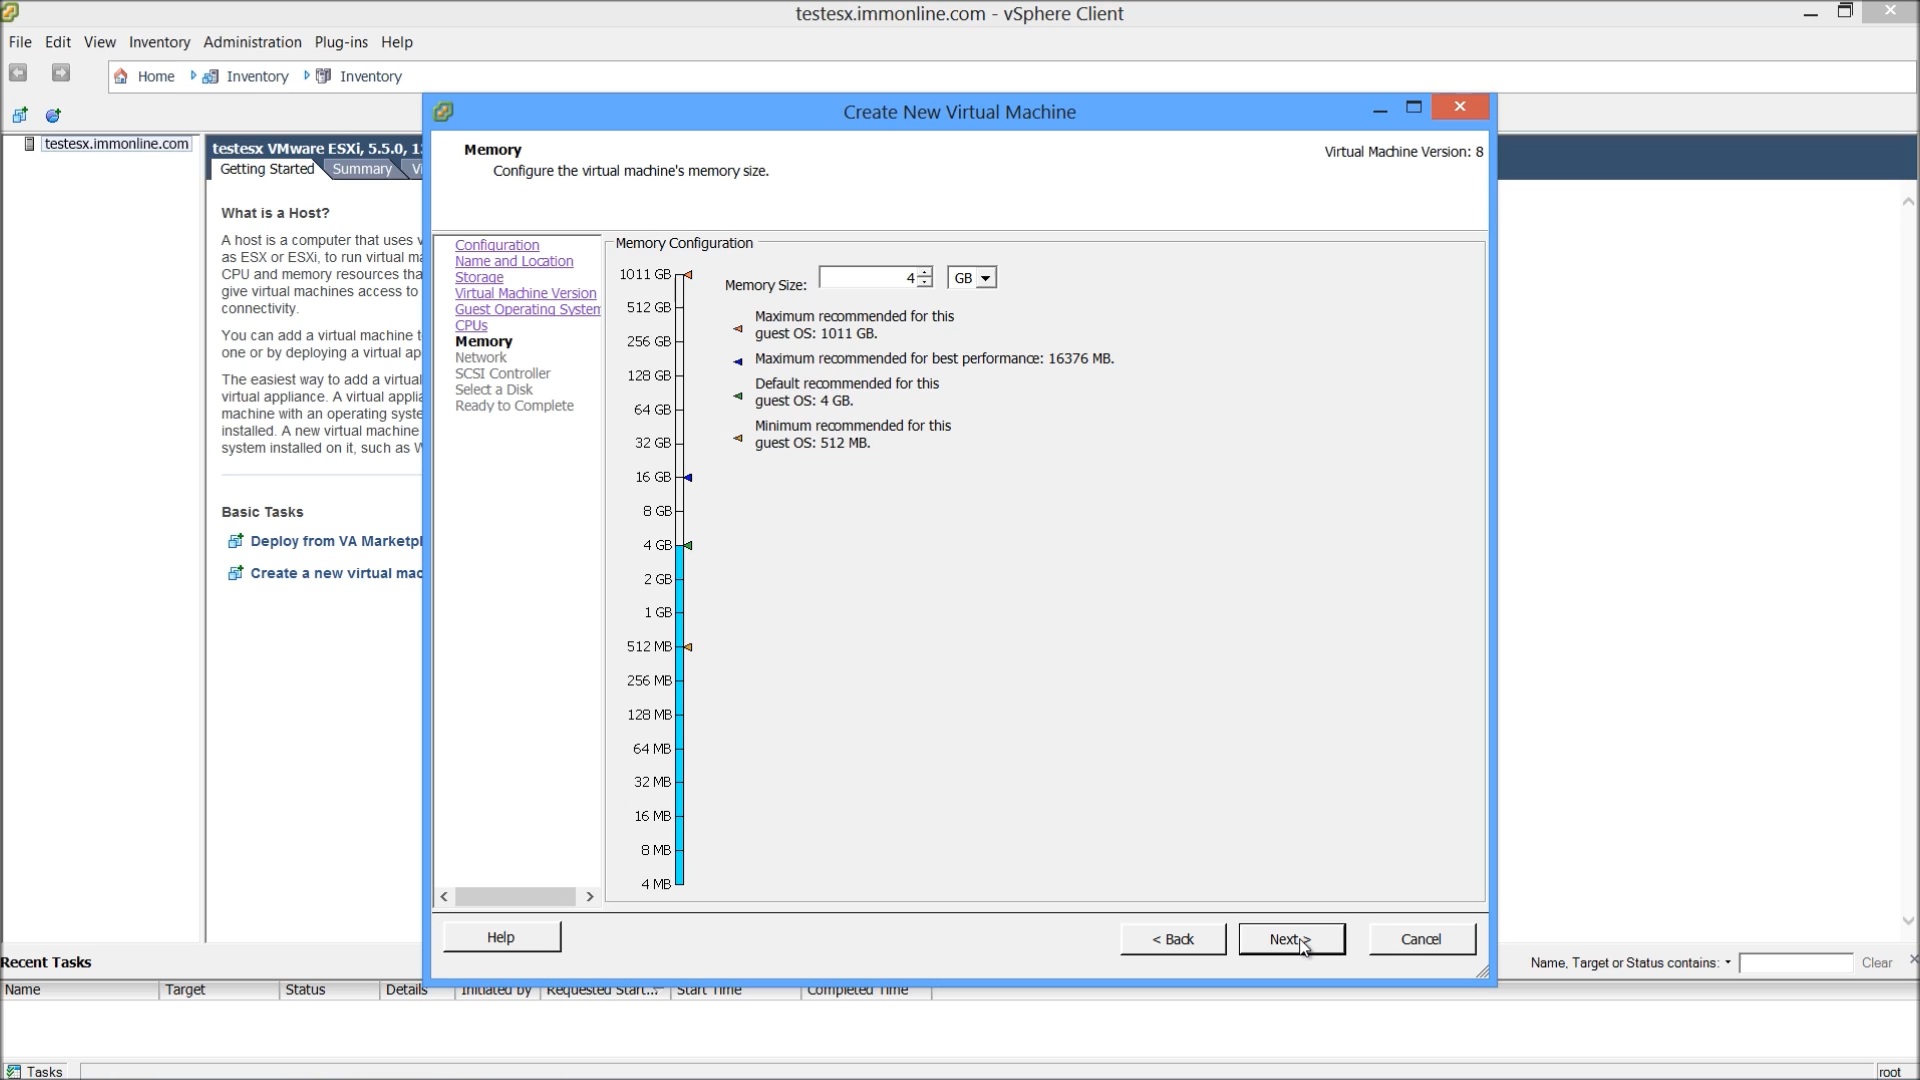 testesx.immonline.com - vSphere Client
File Edit View Inventory Administration Plug-ins Help
Home Inventory Inventory
Create New Virtual Machine
testesx.immonline.com
testesx VMware ESXi, 5.5.0, 1
Getting Started Summary
What is a Host?
A host is a computer that uses
as ESX or ESXi, to run virtual
CPU and memory resources
give virtual machines access to
connectivity.
You can add a virtual machine
one or by deploying a virtual
The easiest way to add a virtual
virtual appliance. A virtual
machine with an operating
installed. A new virtual machine
system installed on it, such as
Basic Tasks
Deploy from VA
Create a new virtual
Memory
Configure the virtual machine's memory size.
Virtual Machine Version: 8
Configuration
Name and Location
Storage
Virtual Machine Version
Guest Operating System
CPUs
Memory
Network
SCSI Controller
Select a Disk
Ready to Complete
Memory Configuration
1011 GB
512 GB
256 GB
128 GB
64 GB
32 GB
16 GB
8 GB
4 GB
2 GB
1 GB
512 MB
256 MB
128 MB
64 MB
32 MB
16 MB
8 MB
4 MB
Memory Size: 4 GB
Maximum recommended for this
guest OS: 1011 GB.
Maximum recommended for best performance: 16376 MB.
Default recommended for this
guest OS: 4 GB.
Minimum recommended for this
guest OS: 512 MB.
Help < Back Next > Cancel
Recent Tasks
Name, Target or Status contains: Clear
Name Target Status Details Initiated by Requested Start... Start Time Completed Time
Tasks root